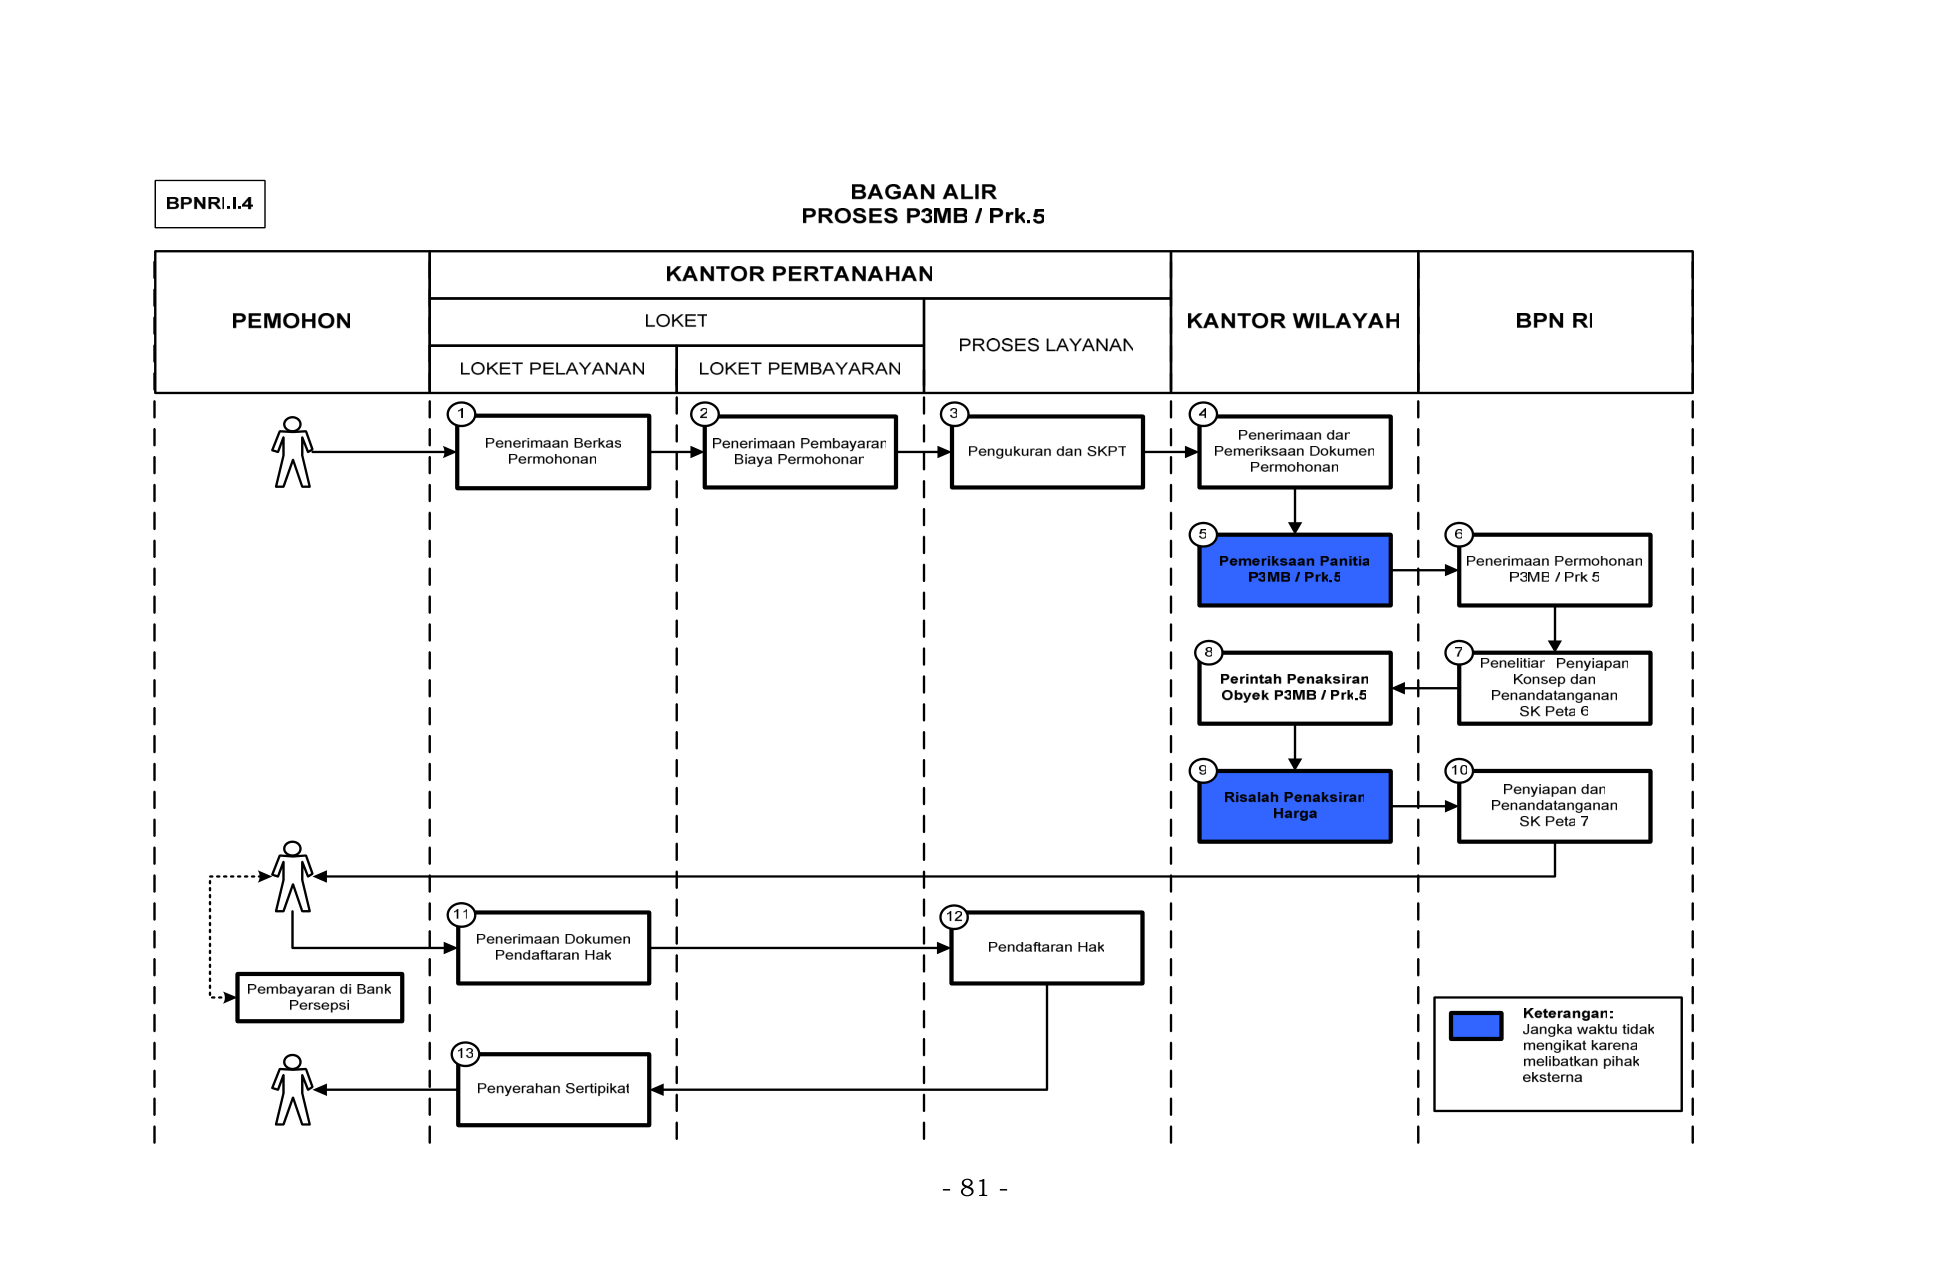 BPNRI.I.4
BAGAN ALIR
PROSES P3MB / Prk.5
PEMOHON
KANTOR PERTANAHAN
LOKET
LOKET PELAYANAN
LOKET PEMBAYARAN
PROSES LAYANAN
KANTOR WILAYAH
BPN RI
1
Penerimaan Berkas
Permohonan
2
Penerimaan Pembayaran
Biaya Permohonan
3
Pengukuran dan SKPT
4
Penerimaan dan
Pemeriksaan Dokumen
Permohonan
5
Pemeriksaan Panitia
P3MB / Prk.5
6
Penerimaan Permohonan
P3MB / Prk 5
7
Penelitian Penyiapan
Konsep dan
Penandatanganan
SK Peta 6
8
Perintah Penaksiran
Obyek P3MB / Prk.5
9
Risalah Penaksiran
Harga
10
Penyiapan dan
Penandatanganan
SK Peta 7
11
Penerimaan Dokumen
Pendaftaran Hak
12
Pendaftaran Hak
Pembayaran di Bank
Persepsi
13
Penyerahan Sertipikat
Keterangan:
Jangka waktu tidak
mengikat karena
melibatkan pihak
eksterna
- 81 -